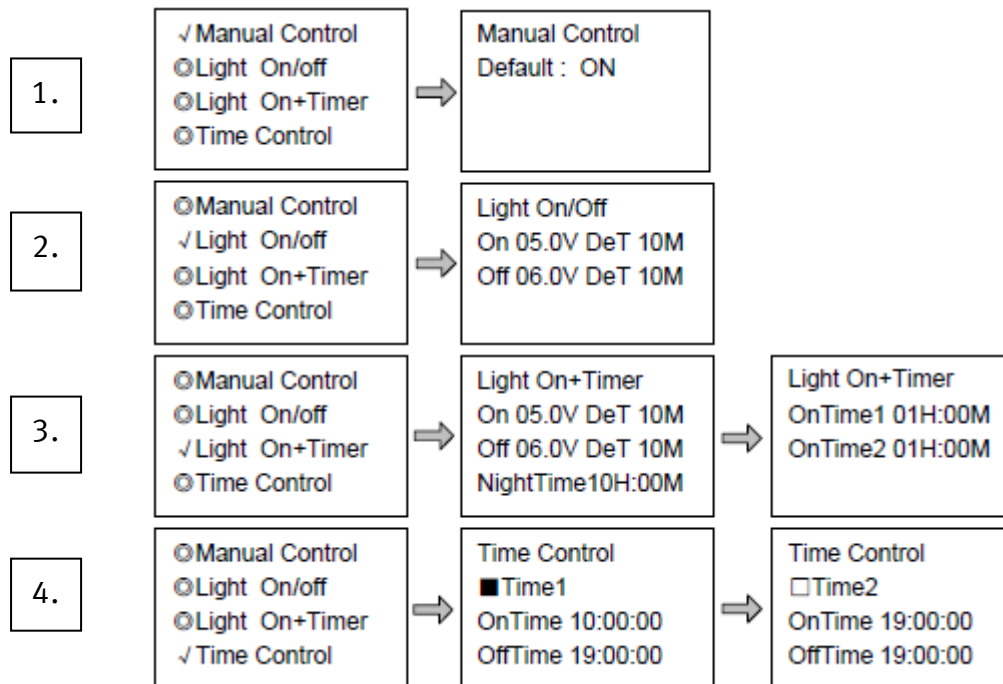 1.
√Manual Control
◎Light On/off
◎Light On+Timer
◎Time Control
Manual Control
Default : ON
2.
◎Manual Control
√Light On/off
◎Light On+Timer
◎Time Control
Light On/Off
On 05.0V DeT 10M
Off 06.0V DeT 10M
3.
◎Manual Control
◎Light On/off
√Light On+Timer
◎Time Control
Light On+Timer
On 05.0V DeT 10M
Off 06.0V DeT 10M
NightTime10H:00M
Light On+Timer
OnTime1 01H:00M
OnTime2 01H:00M
4.
◎Manual Control
◎Light On/off
◎Light On+Timer
√Time Control
Time Control
■Time1
OnTime 10:00:00
OffTime 19:00:00
Time Control
□Time2
OnTime 19:00:00
OffTime 19:00:00